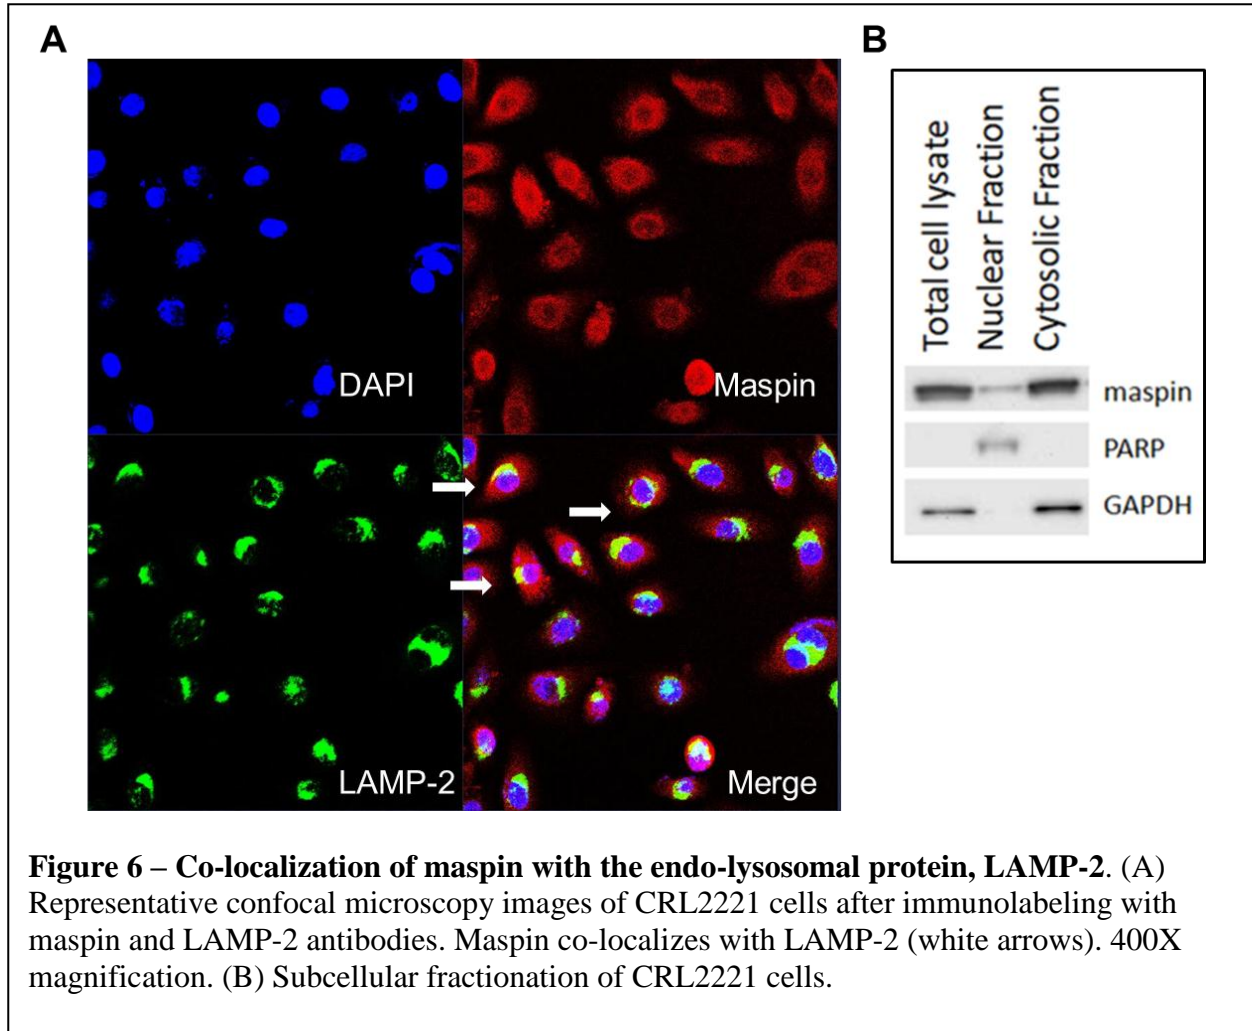 A
B
DAPI
Maspin
LAMP-2
Merge
Total cell lysate
Nuclear Fraction
Cytosolic Fraction
maspin
PARP
GAPDH
Figure 6 – Co-localization of maspin with the endo-lysosomal protein, LAMP-2. (A)
Representative confocal microscopy images of CRL2221 cells after immunolabeling with
maspin and LAMP-2 antibodies. Maspin co-localizes with LAMP-2 (white arrows). 400X
magnification. (B) Subcellular fractionation of CRL2221 cells.